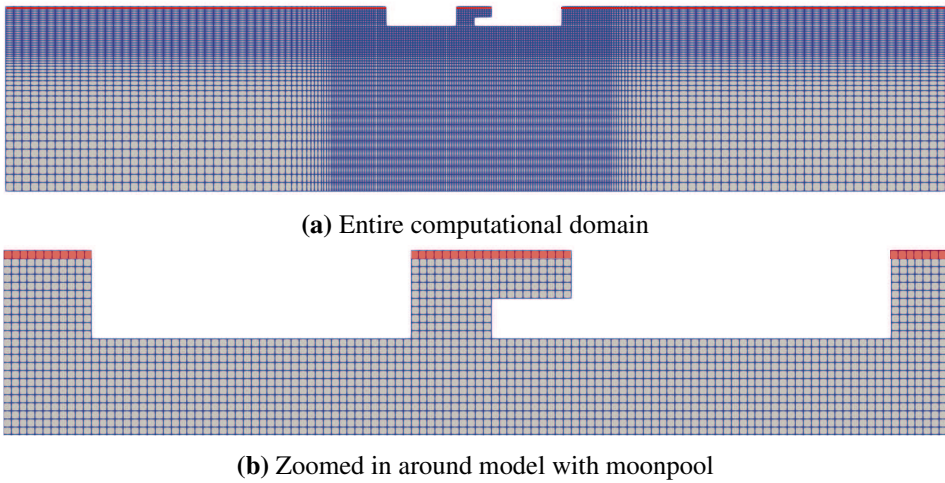 (a) Entire computational domain
(b) Zoomed in around model with moonpool